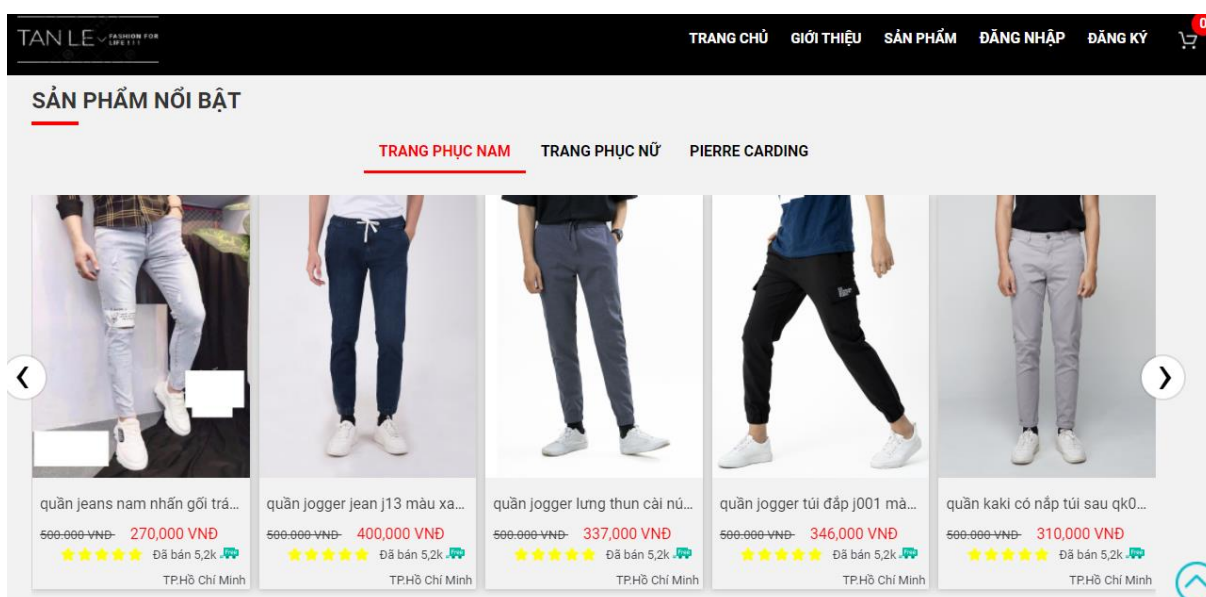 TAN LE FASHION FOR
LIFE !!!
TRANG CHỦ GIỚI THIỆU SẢN PHẨM ĐĂNG NHẬP ĐĂNG KÝ 0
SẢN PHẨM NỔI BẬT
TRANG PHỤC NAM TRANG PHỤC NỮ PIERRE CARDING
quần jeans nam nhấn gối trá...
500.000 VNĐ 270,000 VNĐ
Đã bán 5,2k Free
TP.Hồ Chí Minh
quần jogger jean j13 màu xa...
500.000 VNĐ 400,000 VNĐ
Đã bán 5,2k Free
TP.Hồ Chí Minh
quần jogger lưng thun cài nú...
500.000 VNĐ 337,000 VNĐ
Đã bán 5,2k Free
TP.Hồ Chí Minh
quần jogger túi đắp j001 mà...
500.000 VNĐ 346,000 VNĐ
Đã bán 5,2k Free
TP.Hồ Chí Minh
quần kaki có nắp túi sau qk0...
500.000 VNĐ 310,000 VNĐ
Đã bán 5,2k Free
TP.Hồ Chí Minh